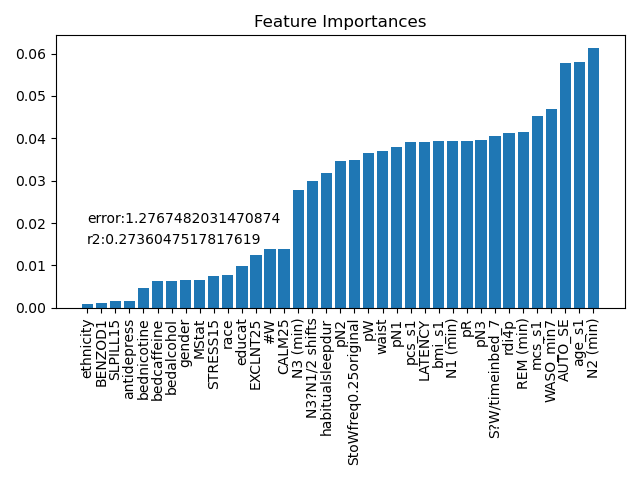 Feature Importances
0.06
0.05
0.04
0.03
0.02
0.01
0.00
error:1.2767482031470874
r2:0.2736047517817619
ethnicity
BENZOD1
SLPILL15
antidepress
bednicotine
bedcaffeine
bedalcohol
gender
MStat
STRESS15
race
educat
EXCLNT25
#W
CALM25
N3 (min)
N3?N1/2 shifts
habitualsleepdur
pN2
StoWfreq0.25original
pW
waist
pN1
pcs_s1
LATENCY
bmi_s1
N1 (min)
pR
pN3
S?W/timeinbed_7
rdi4p
REM (min)
mcs_s1
WASO_min7
AUTO_SE
age_s1
N2 (min)